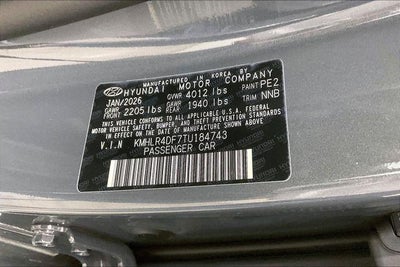 MANUFACTURED IN KOREA BY
HYUNDAI MOTOR COMPANY
JAN/2026 GVWR 4012 lbs PAINT PE2
GAWR FRONT 2205 lbs GAWR REAR 1940 lbs TRIM NNB
THIS VEHICLE CONFORMS TO ALL APPLICABLE U.S.A. FEDERAL
MOTOR VEHICLE SAFETY, BUMPER, AND THEFT PREVENTION STANDARDS
IN EFFECT ON THE DATE OF MANUFACTURE SHOWN ABOVE.
V.I.N KMHLR4DF7TU184743
PASSENGER CAR